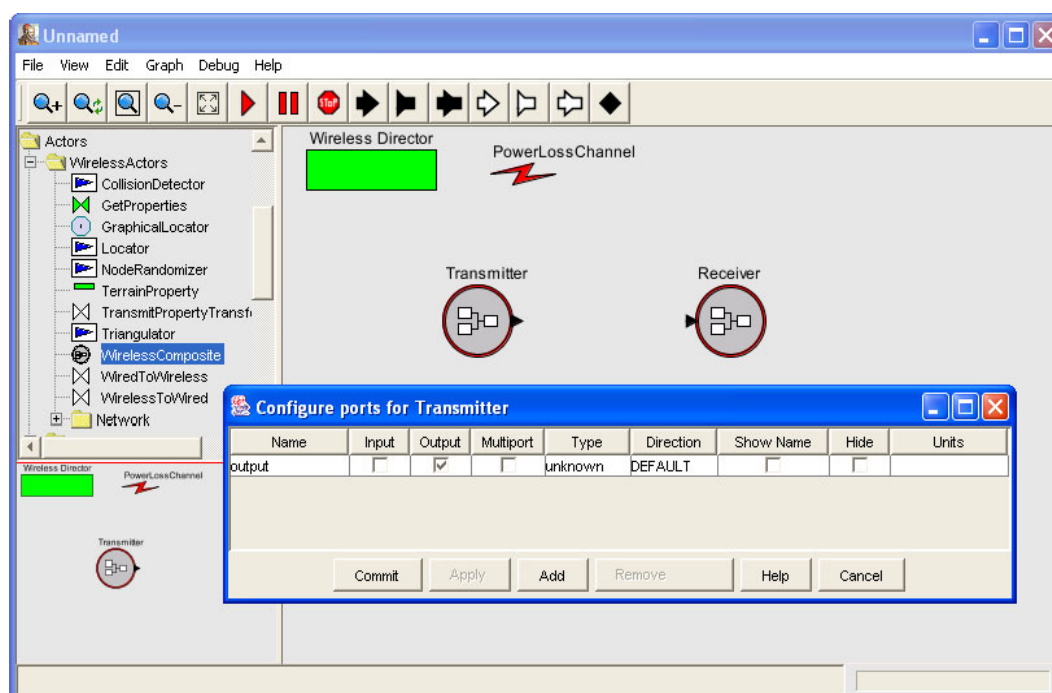 Unnamed
File View Edit Graph Debug Help
STOP
Actors
WirelessActors
CollisionDetector
GetProperties
GraphicalLocator
Locator
NodeRandomizer
TerrainProperty
TransmitPropertyTransf
Triangulator
WirelessComposite
WiredToWireless
WirelessToWired
Network
Wireless Director
PowerLossChannel
Transmitter
Receiver
Wireless Director
PowerLossChannel
Transmitter
Configure ports for Transmitter
Name Input Output Multiport Type Direction Show Name Hide Units
output unknown DEFAULT
Commit Apply Add Remove Help Cancel